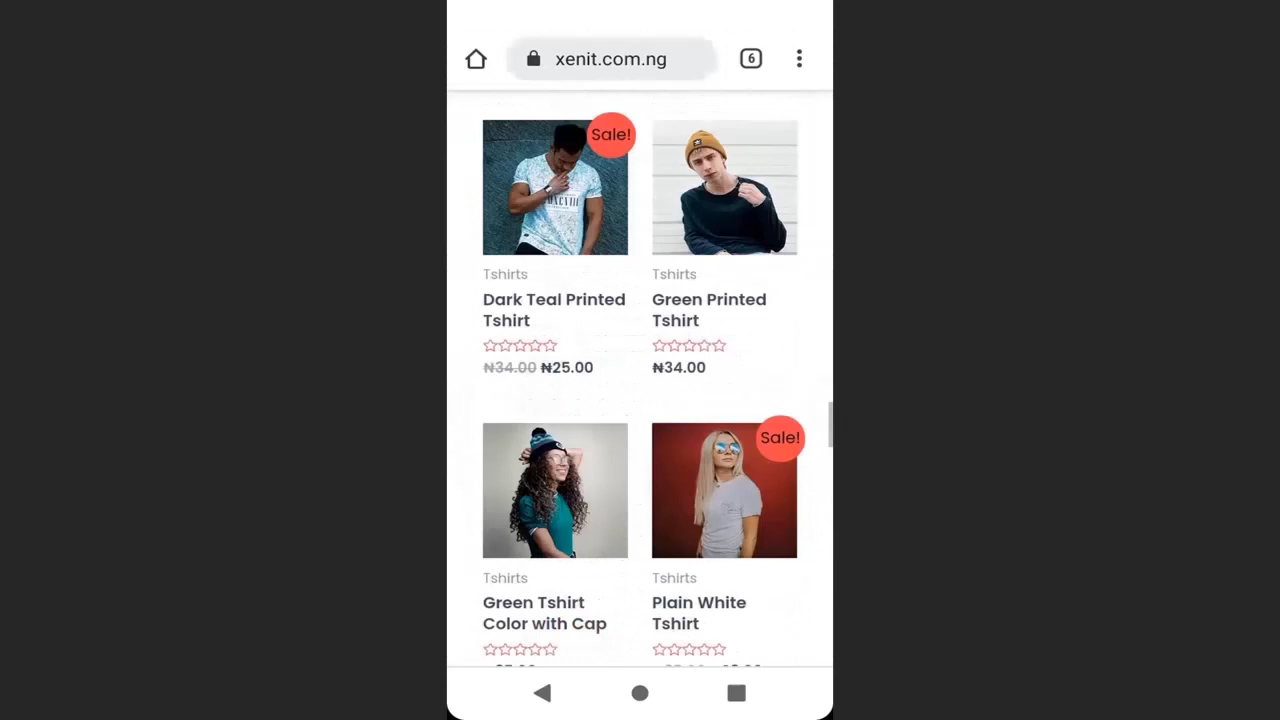 xenit.com.ng 6
Sale!
Tshirts
Dark Teal Printed
Tshirt
₦34.00 ₦25.00
Tshirts
Green Printed
Tshirt
₦34.00
Tshirts
Green Tshirt
Color with Cap
Sale!
Tshirts
Plain White
Tshirt